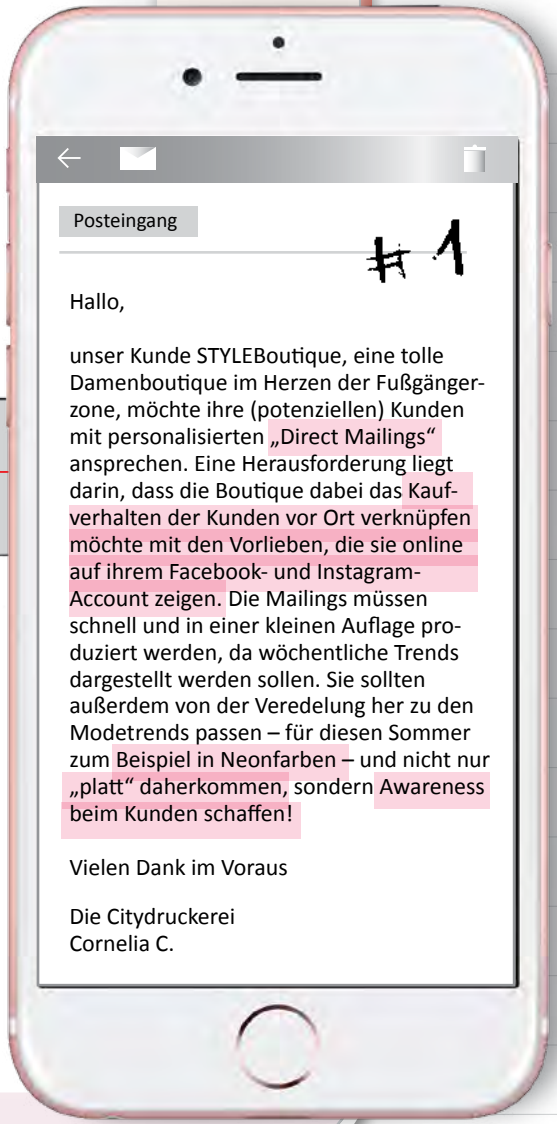 Posteingang
#1
Hallo,
unser Kunde STYLEBoutique, eine tolle
Damenboutique im Herzen der Fußgänger-
zone, möchte ihre (potenziellen) Kunden
mit personalisierten „Direct Mailings“
ansprechen. Eine Herausforderung liegt
darin, dass die Boutique dabei das Kauf-
verhalten der Kunden vor Ort verknüpfen
möchte mit den Vorlieben, die sie online
auf ihrem Facebook- und Instagram-
Account zeigen. Die Mailings müssen
schnell und in einer kleinen Auflage pro-
duziert werden, da wöchentliche Trends
dargestellt werden sollen. Sie sollten
außerdem von der Veredelung her zu den
Modetrends passen – für diesen Sommer
zum Beispiel in Neonfarben – und nicht nur
„platt“ daherkommen, sondern Awareness
beim Kunden schaffen!
Vielen Dank im Voraus
Die Citydruckerei
Cornelia C.